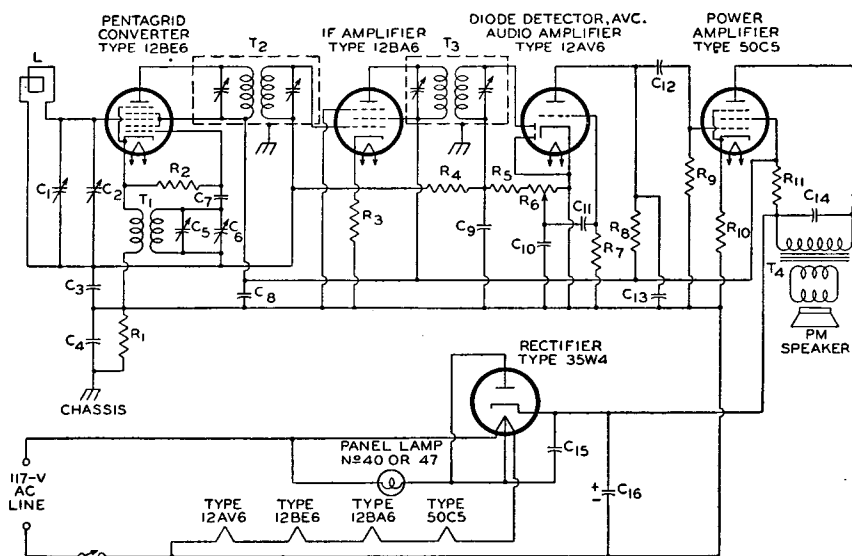 PENTAGRID
CONVERTER
TYPE 12BE6
T2
IF AMPLIFIER
TYPE 12BA6
T3
DIODE DETECTOR, AVC.
AUDIO AMPLIFIER
TYPE 12AV6
POWER
AMPLIFIER
TYPE 50C5
L
C12
R2
C7
C1
C2
T1
C5
C6
R3
R4
R5
R6
C9
C10
C11
R7
R8
R9
R10
R11
C14
C3
C8
C13
T4
C4
R1
PM
SPEAKER
CHASSIS
RECTIFIER
TYPE 35W4
PANEL LAMP
Nº40 OR 47
C15
C16
+
-
117-V
AC
LINE
TYPE
12AV6
TYPE
12BE6
TYPE
12BA6
TYPE
50C5